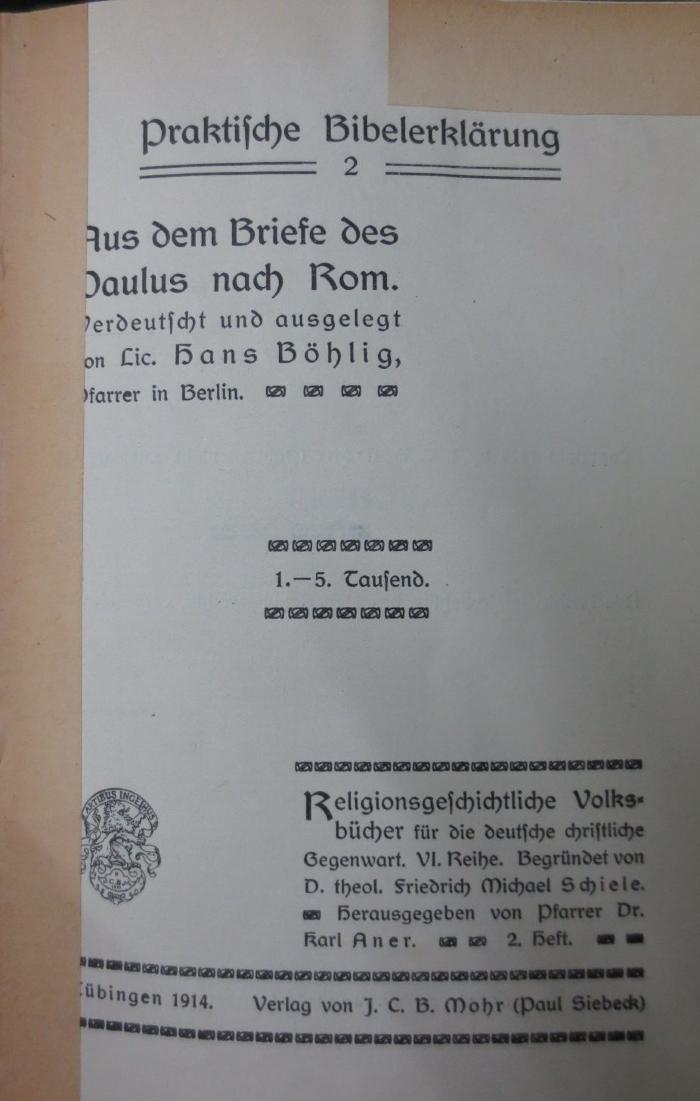 Praktiſche Bibelerklärung
2
Aus dem Briefe des
Paulus nach Rom.
Verdeutſcht und ausgelegt
von Lic. Hans Böhlig,
Pfarrer in Berlin.
1.—5. Tauſend.
ARTIBUS INGENUIS
Religionsgeſchichtliche Volks-
bücher für die deutſche chriſtliche
Gegenwart. VI. Reihe. Begründet von
D. theol. Friedrich Michael Schiele.
Herausgegeben von Pfarrer Dr.
Karl Aner. 2. Heft.
Tübingen 1914. Verlag von J. C. B. Mohr (Paul Siebeck)